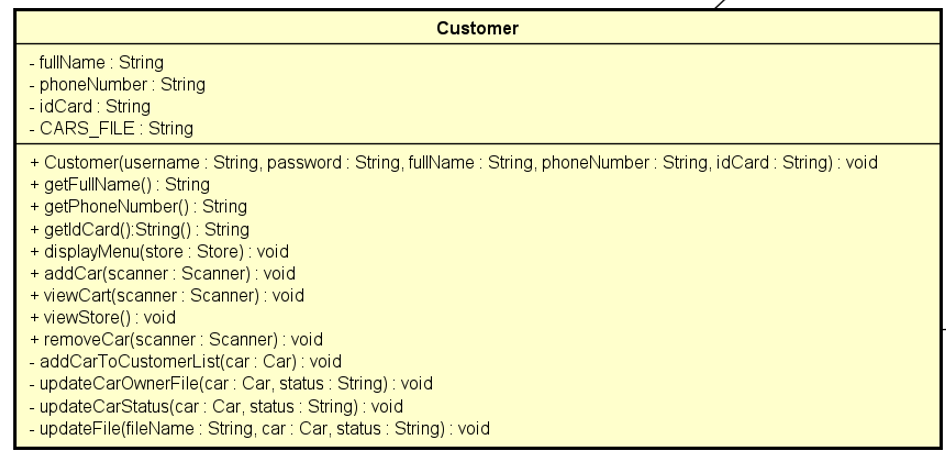 Customer
- fullName : String
- phoneNumber : String
- idCard : String
- CARS_FILE : String
+ Customer(username : String, password : String, fullName : String, phoneNumber : String, idCard : String) : void
+ getFullName() : String
+ getPhoneNumber() : String
+ getIdCard():String() : String
+ displayMenu(store : Store) : void
+ addCar(scanner : Scanner) : void
+ viewCart(scanner : Scanner) : void
+ viewStore() : void
+ removeCar(scanner : Scanner) : void
- addCarToCustomerList(car : Car) : void
- updateCarOwnerFile(car : Car, status : String) : void
- updateCarStatus(car : Car, status : String) : void
- updateFile(fileName : String, car : Car, status : String) : void